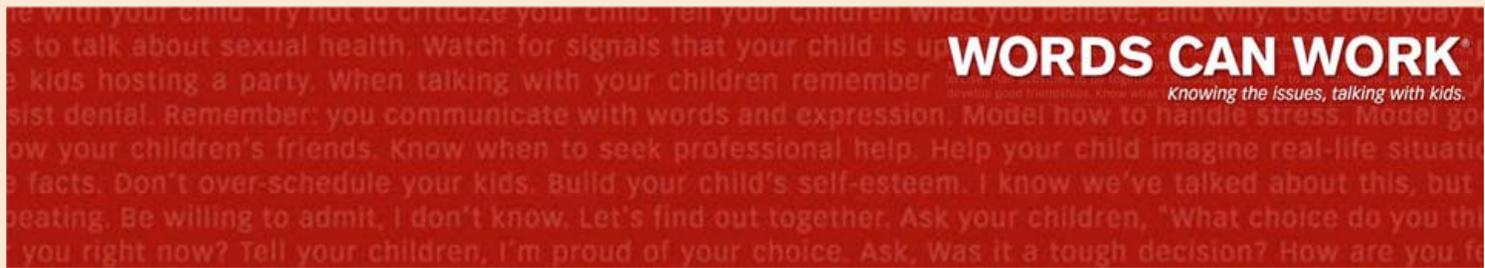 e with your child. Try not to criticize your child. Tell your children what you believe, and why. Use everyday
s to talk about sexual health. Watch for signals that your child is up
WORDS CAN WORK®
e kids hosting a party. When talking with your children remember
Knowing the issues, talking with kids.
sist denial. Remember: you communicate with words and expression. Model how to handle stress. Model go
ow your children's friends. Know when to seek professional help. Help your child imagine real-life situatio
e facts. Don't over-schedule your kids. Build your child's self-esteem. I know we've talked about this, but
peating. Be willing to admit, I don't know. Let's find out together. Ask your children, "What choice do you thi
you right now? Tell your children, I'm proud of your choice. Ask, Was it a tough decision? How are you fe